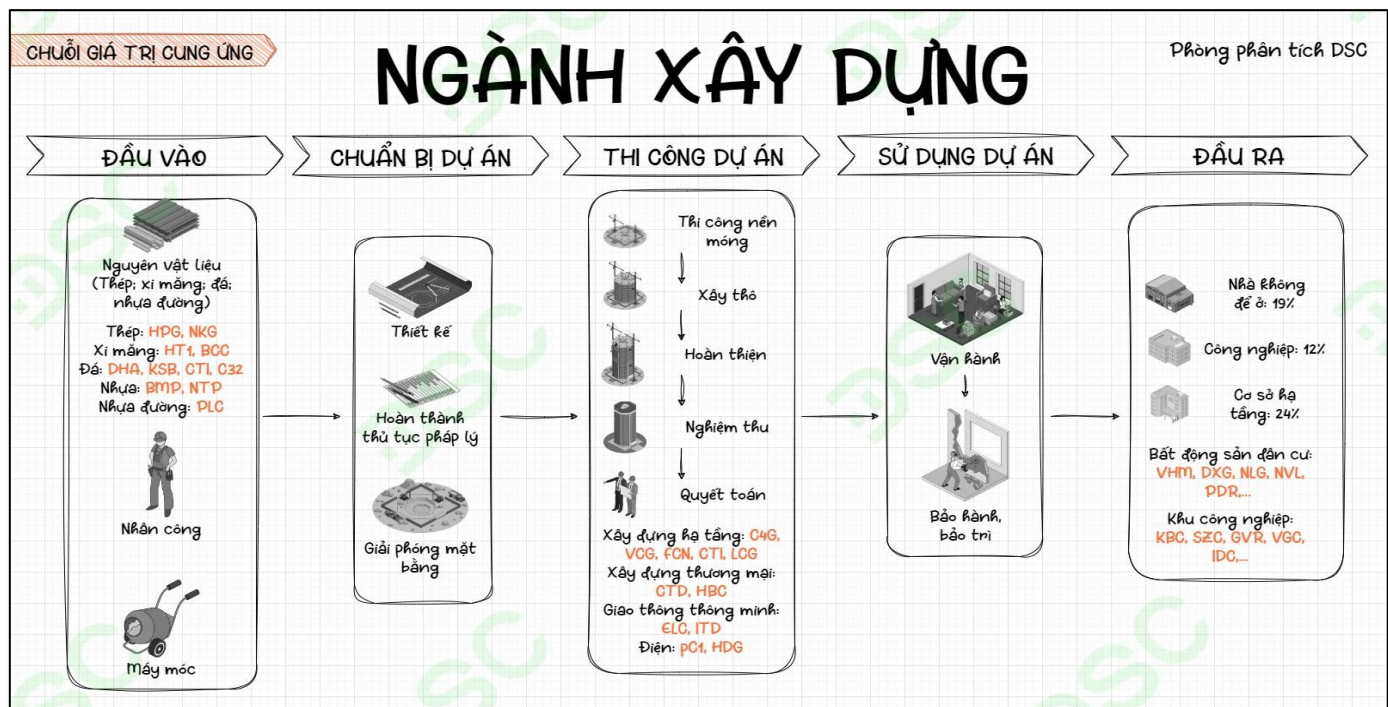 CHUỖI GIÁ TRỊ CUNG ỨNG
NGÀNH XÂY DỰNG
Phòng phân tích DSC
ĐẦU VÀO
CHUẨN BỊ DỰ ÁN
THI CÔNG DỰ ÁN
SỬ DỤNG DỰ ÁN
ĐẦU RA
Nguyên vật liệu
(Thép; xi măng; đá;
nhựa đường)
Thép: HPG, NKG
Xi măng: HT1, BCC
Đá: DHA, KSB, CTI, C32
Nhựa: BMP, NTP
Nhựa đường: PLC
Nhân công
Máy móc
Thiết kế
Hoàn thành
thủ tục pháp lý
Giải phóng mặt
bằng
Thi công nền
móng
Xây thô
Hoàn thiện
Nghiệm thu
Quyết toán
Xây dựng hạ tầng: C4G,
VCG, FCN, CTI, LCG
Xây dựng thương mại:
CTD, HBC
Giao thông thông minh:
ELC, ITD
Điện: PC1, HDG
Vận hành
Bảo hành,
bảo trì
Nhà không
để ở: 19%
Công nghiệp: 12%
Cơ sở hạ
tầng: 24%
Bất động sản dân cư:
VHM, DXG, NLG, NVL,
PDR,...
Khu công nghiệp:
KBC, SZC, GVR, VGC,
IDC,...
DSC
DSC
DSC
DSC
DSC
DSC